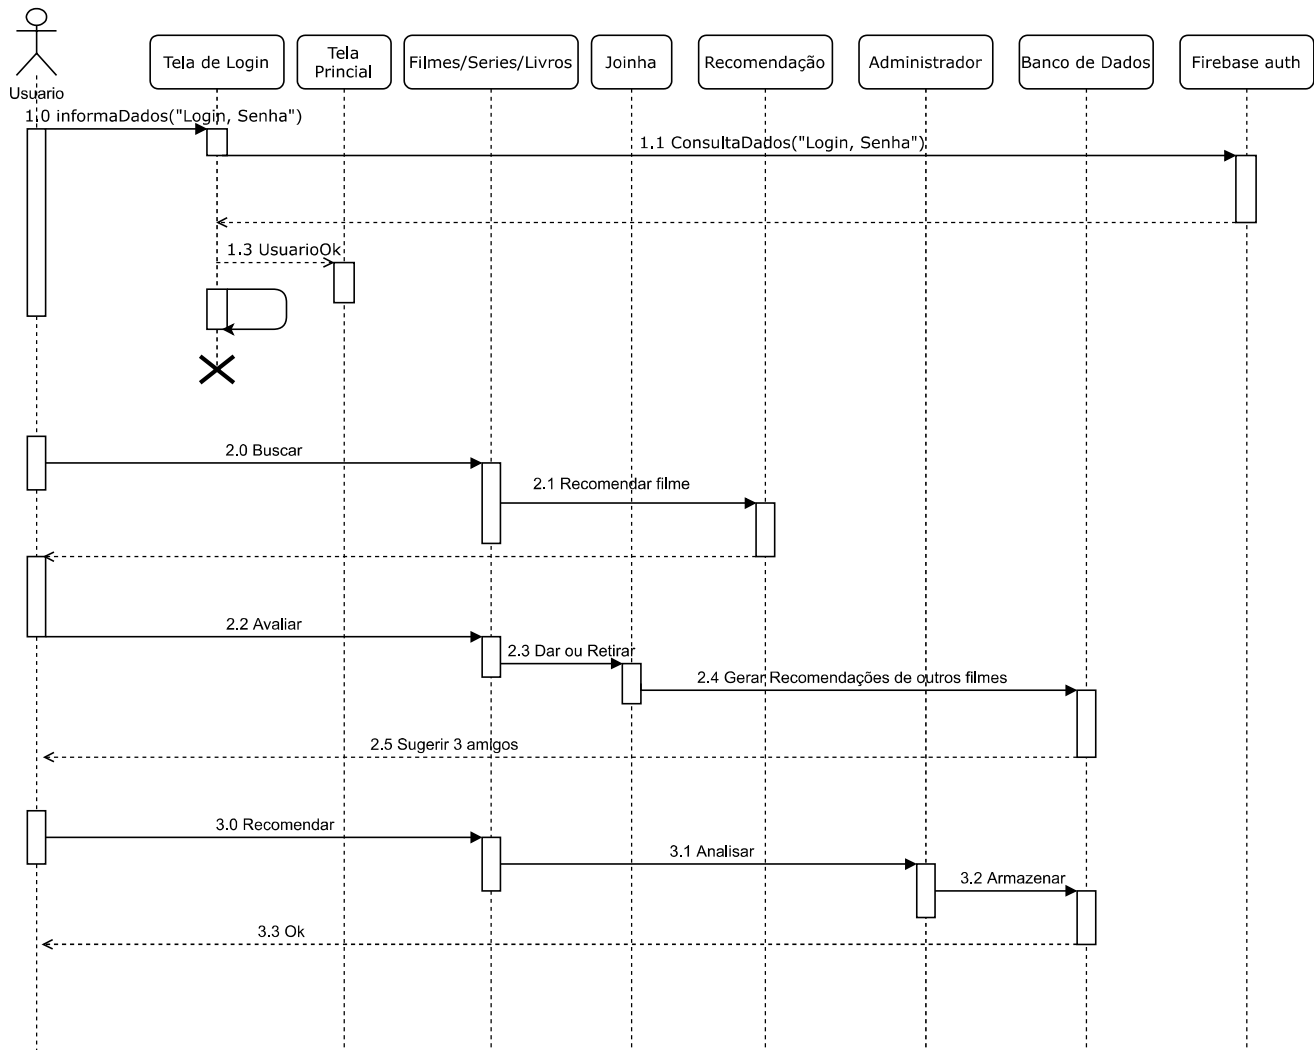 Usuario
Tela de Login
Tela
Princial
Filmes/Series/Livros
Joinha
Recomendação
Administrador
Banco de Dados
Firebase auth
1.0 informaDados("Login, Senha")
1.1 ConsultaDados("Login, Senha")
1.3 UsuarioOk
2.0 Buscar
2.1 Recomendar filme
2.2 Avaliar
2.3 Dar ou Retirar
2.4 Gerar Recomendações de outros filmes
2.5 Sugerir 3 amigos
3.0 Recomendar
3.1 Analisar
3.2 Armazenar
3.3 Ok